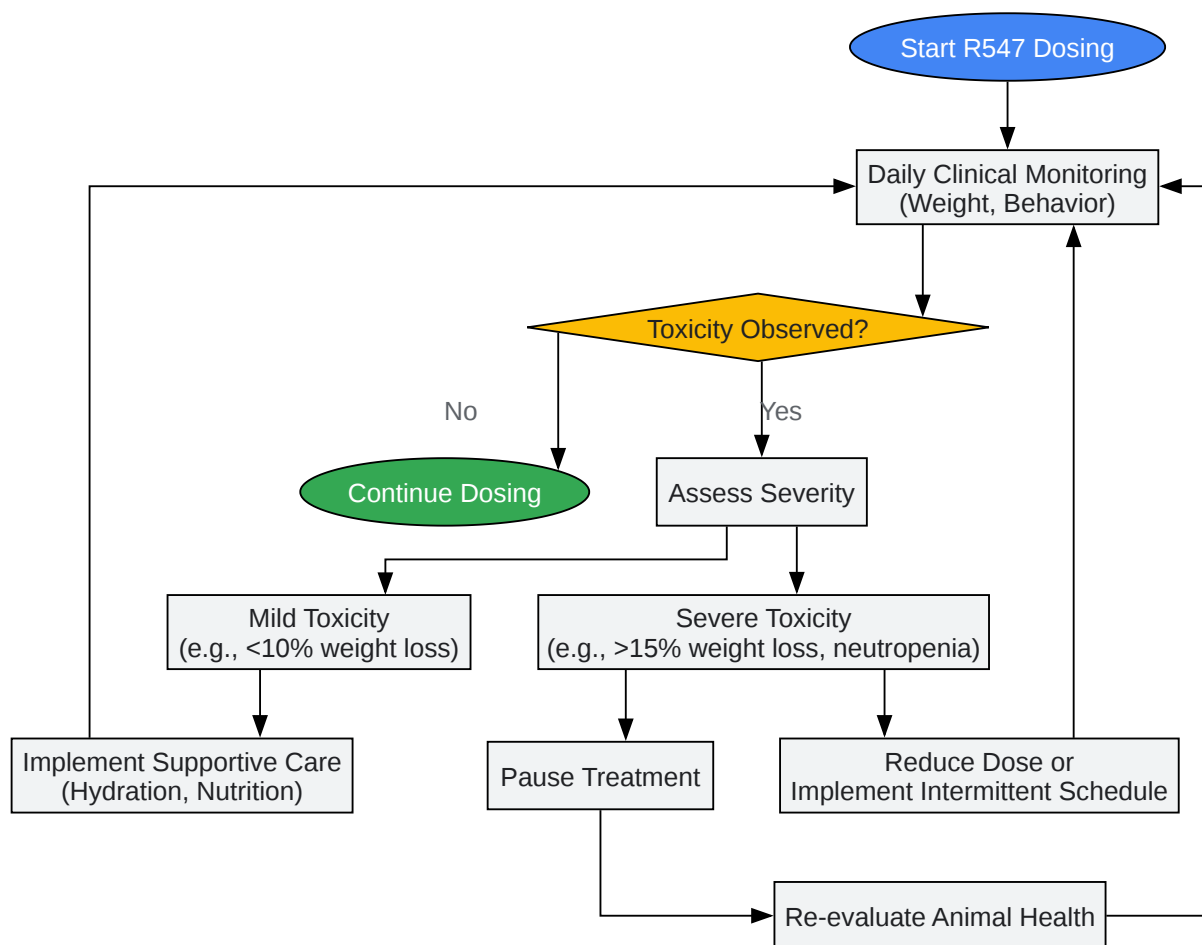 Start R547 Dosing
Daily Clinical Monitoring
(Weight, Behavior)
Toxicity Observed?
No
Yes
Continue Dosing
Assess Severity
Mild Toxicity
(e.g., <10% weight loss)
Severe Toxicity
(e.g., >15% weight loss, neutropenia)
Implement Supportive Care
(Hydration, Nutrition)
Pause Treatment
Reduce Dose or
Implement Intermittent Schedule
Re-evaluate Animal Health